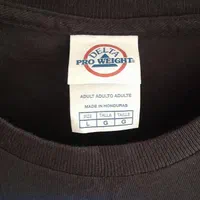 DELTA
PRO WEIGHT
ADULT ADULTO ADULTE
MADE IN HONDURAS
SIZE TALLA TAILLE
L G G